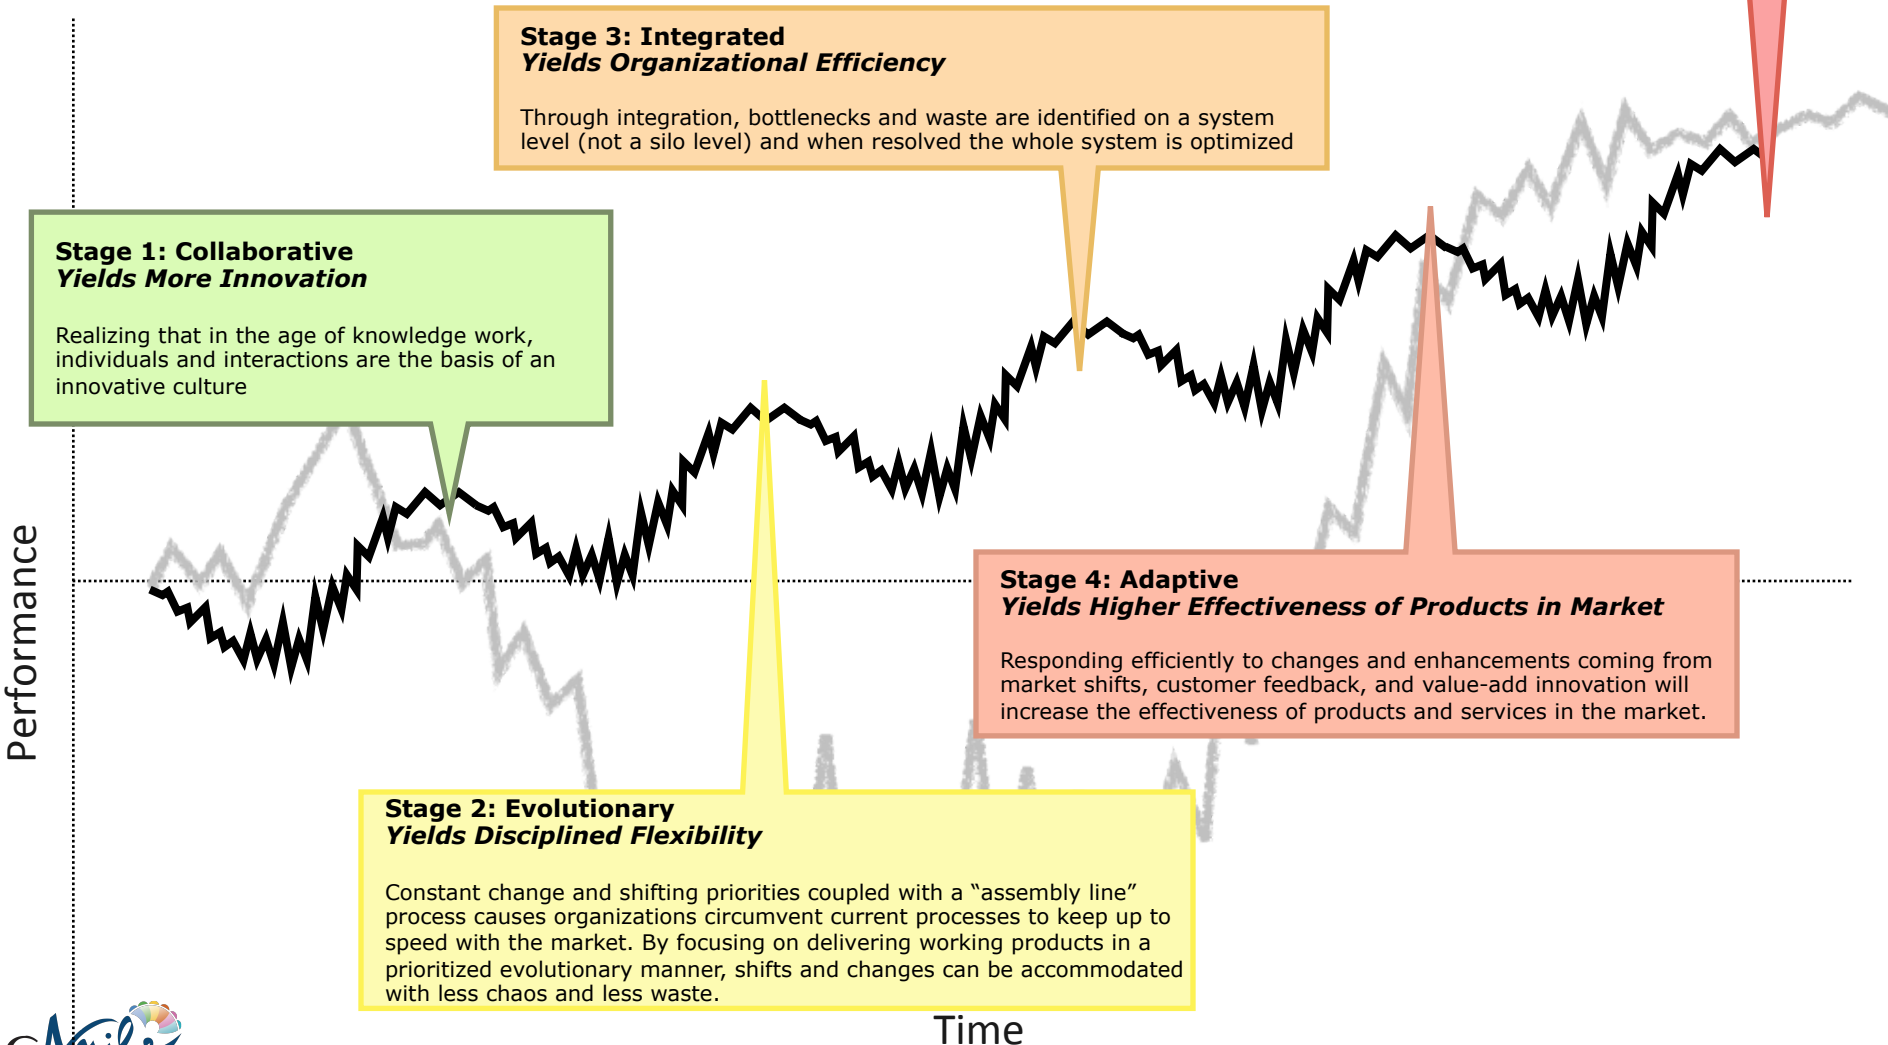 Stage 3: Integrated
Yields Organizational Efficiency
Through integration, bottlenecks and waste are identified on a system
level (not a silo level) and when resolved the whole system is optimized
Stage 1: Collaborative
Yields More Innovation
Realizing that in the age of knowledge work,
individuals and interactions are the basis of an
innovative culture
Performance
Stage 4: Adaptive
Yields Higher Effectiveness of Products in Market
Responding efficiently to changes and enhancements coming from
market shifts, customer feedback, and value-add innovation will
increase the effectiveness of products and services in the market.
Stage 2: Evolutionary
Yields Disciplined Flexibility
Constant change and shifting priorities coupled with a “assembly line”
process causes organizations circumvent current processes to keep up to
speed with the market. By focusing on delivering working products in a
prioritized evolutionary manner, shifts and changes can be accommodated
with less chaos and less waste.
Time